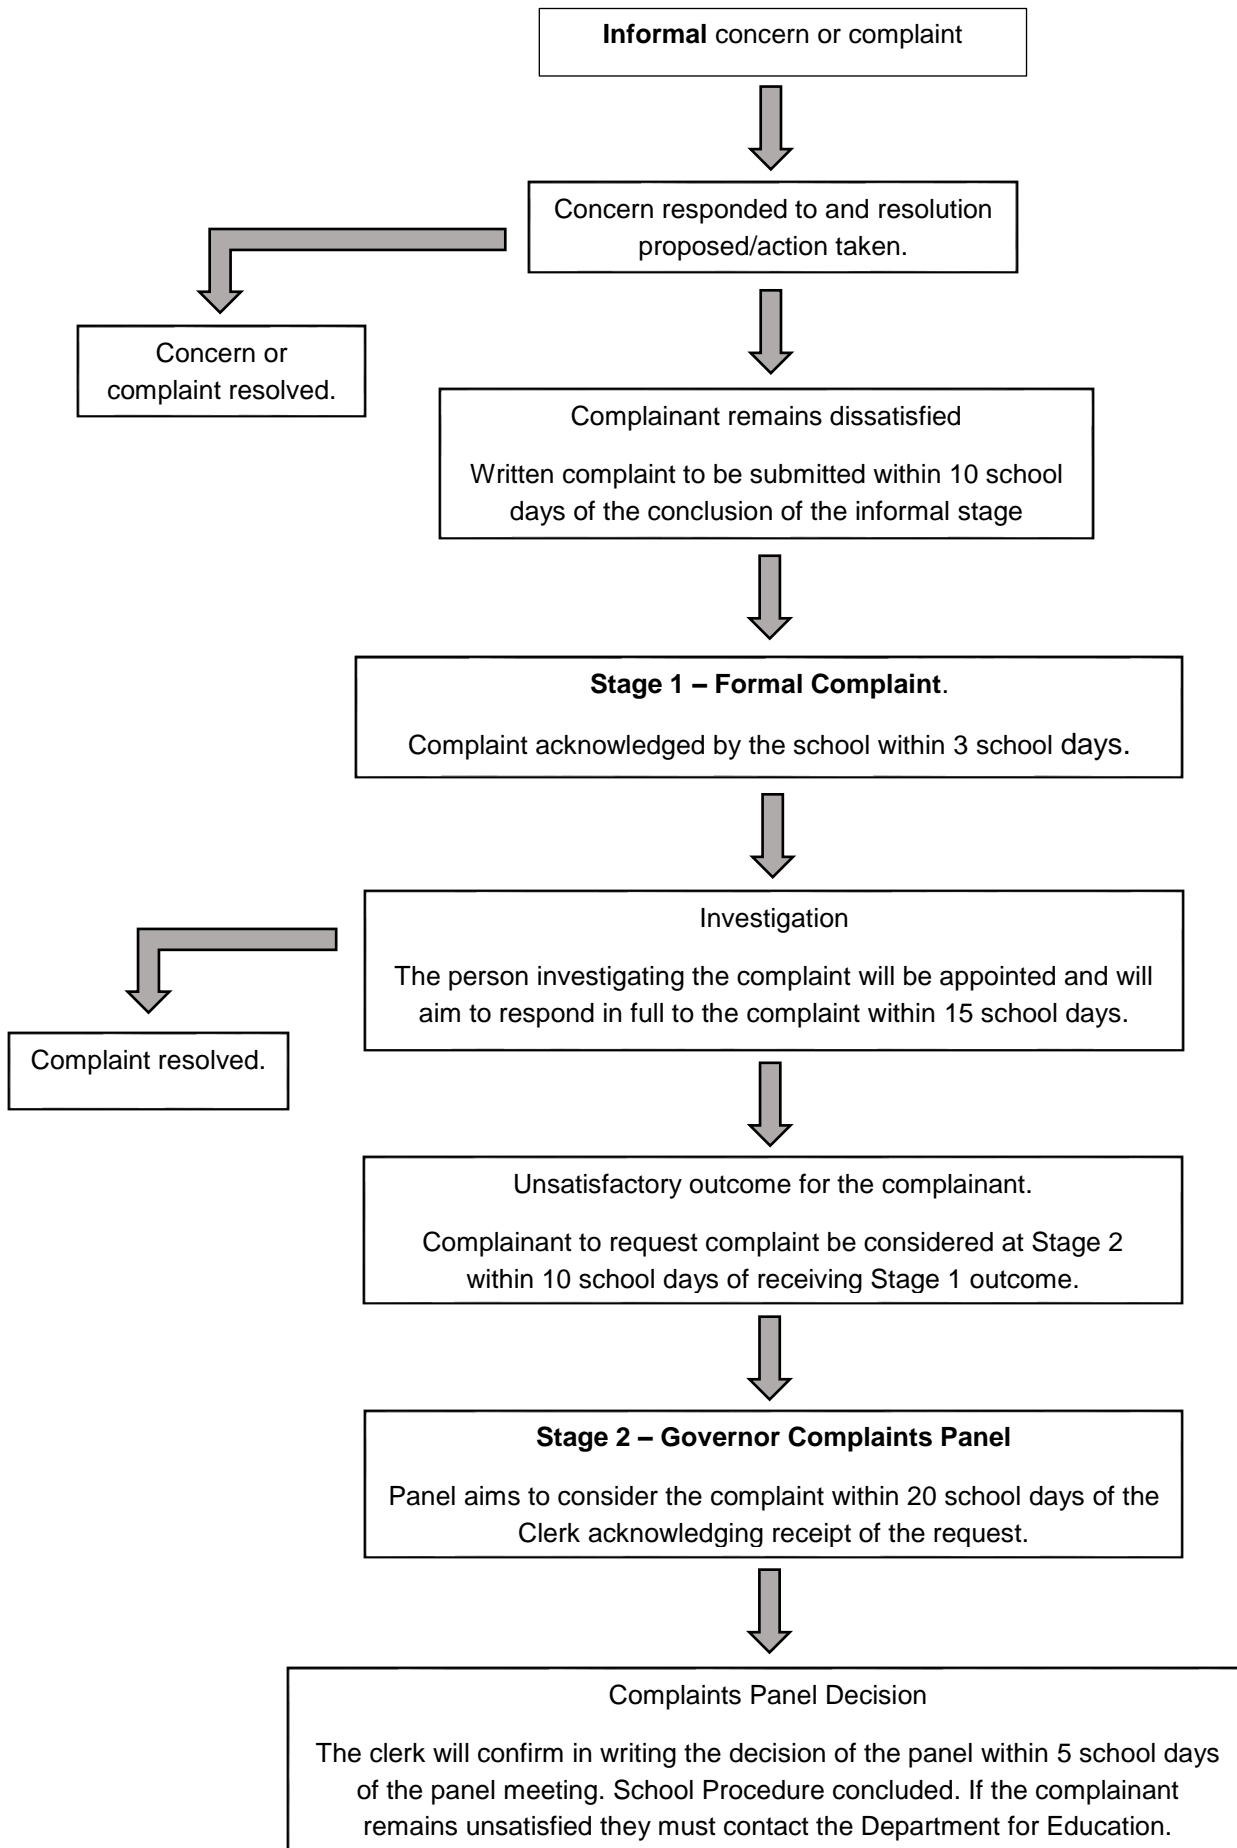 Informal concern or complaint
Concern responded to and resolution
proposed/action taken.
Concern or
complaint resolved.
Complainant remains dissatisfied
Written complaint to be submitted within 10 school
days of the conclusion of the informal stage
Stage 1 – Formal Complaint.
Complaint acknowledged by the school within 3 school days.
Investigation
The person investigating the complaint will be appointed and will
aim to respond in full to the complaint within 15 school days.
Complaint resolved.
Unsatisfactory outcome for the complainant.
Complainant to request complaint be considered at Stage 2
within 10 school days of receiving Stage 1 outcome.
Stage 2 – Governor Complaints Panel
Panel aims to consider the complaint within 20 school days of the
Clerk acknowledging receipt of the request.
Complaints Panel Decision
The clerk will confirm in writing the decision of the panel within 5 school days
of the panel meeting. School Procedure concluded. If the complainant
remains unsatisfied they must contact the Department for Education.